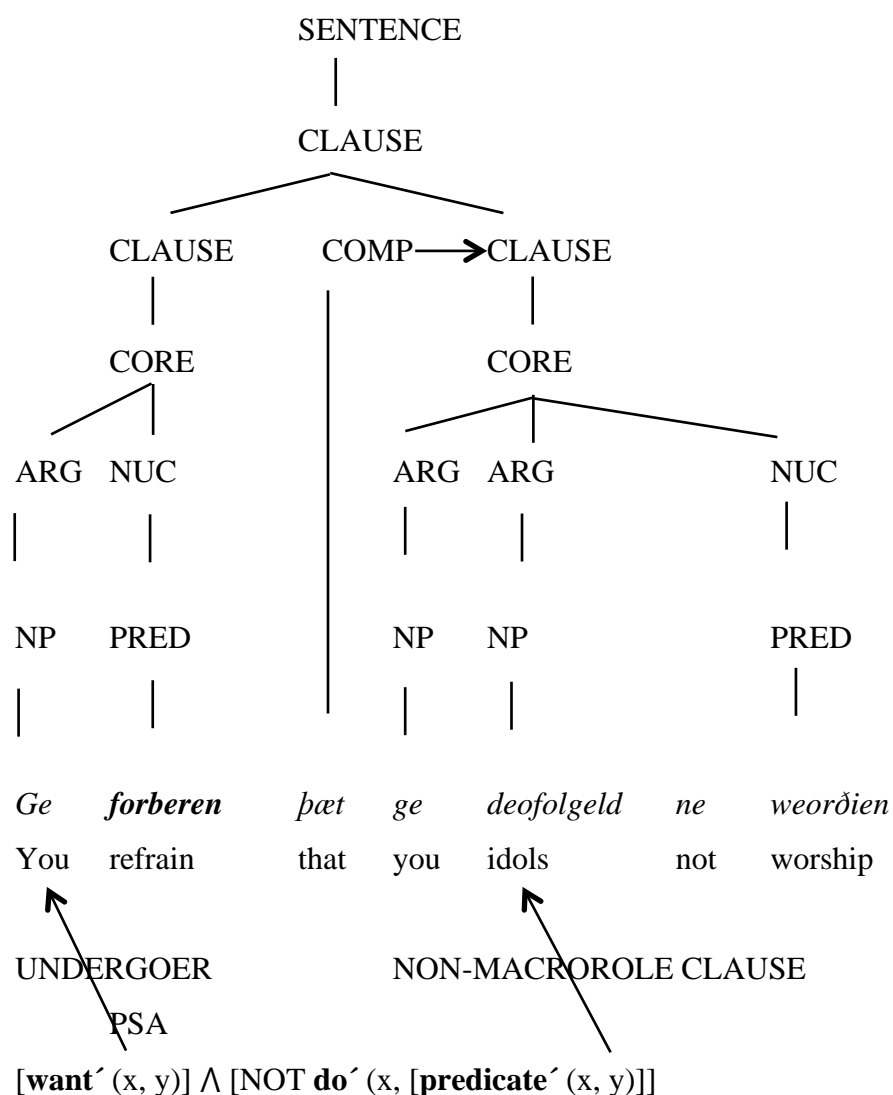 SENTENCE
CLAUSE
CLAUSE COMP CLAUSE
CORE CORE
ARG NUC ARG ARG NUC
NP PRED NP NP PRED
Ge forberen þæt ge deofolgeld ne weorðien
You refrain that you idols not worship
UNDERGOER NON-MACROROLE CLAUSE
PSA
[want´ (x, y)] Λ [NOT do´ (x, [predicate´ (x, y)]]